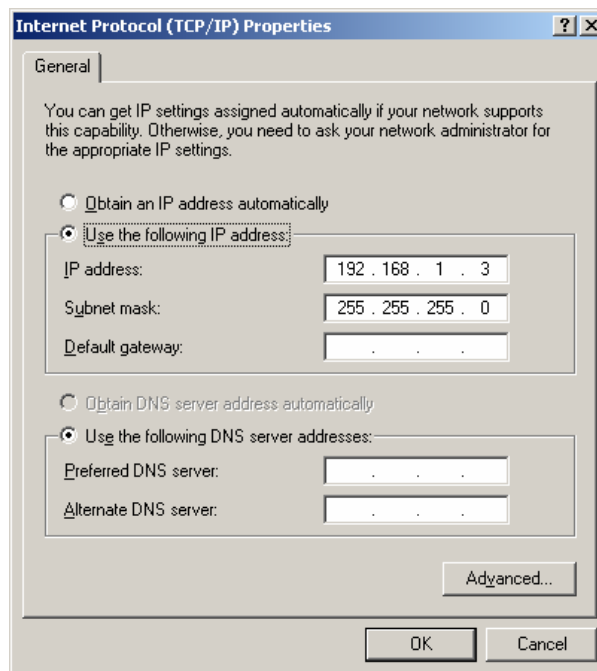 Internet Protocol (TCP/IP) Properties
General
You can get IP settings assigned automatically if your network supports
this capability. Otherwise, you need to ask your network administrator for
the appropriate IP settings.
Obtain an IP address automatically
Use the following IP address:
IP address: 192 . 168 . 1 . 3
Subnet mask: 255 . 255 . 255 . 0
Default gateway: . . .
Obtain DNS server address automatically
Use the following DNS server addresses:
Preferred DNS server: . . .
Alternate DNS server: . . .
Advanced...
OK Cancel